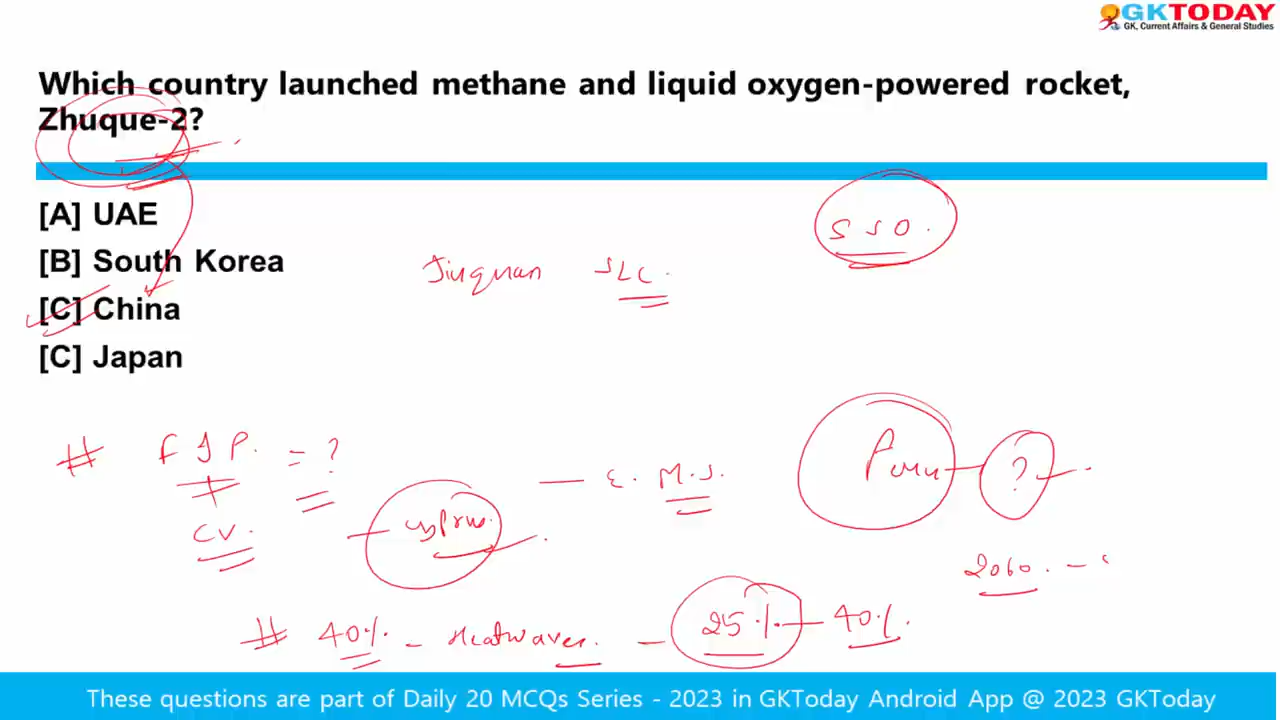 GKTODAY
GK, Current Affairs & General Studies
Which country launched methane and liquid oxygen-powered rocket,
Zhuque-2?
[A] UAE
SSO.
[B] South Korea
Jiuquan SLC.
[C] China
[C] Japan
# FIP. = ?
E. M. S.
Peru - ?
CV. - Cyprus.
2060. -
# 40% - Heatwaves. - 25% - 40%.
These questions are part of Daily 20 MCQs Series - 2023 in GKToday Android App @ 2023 GKToday